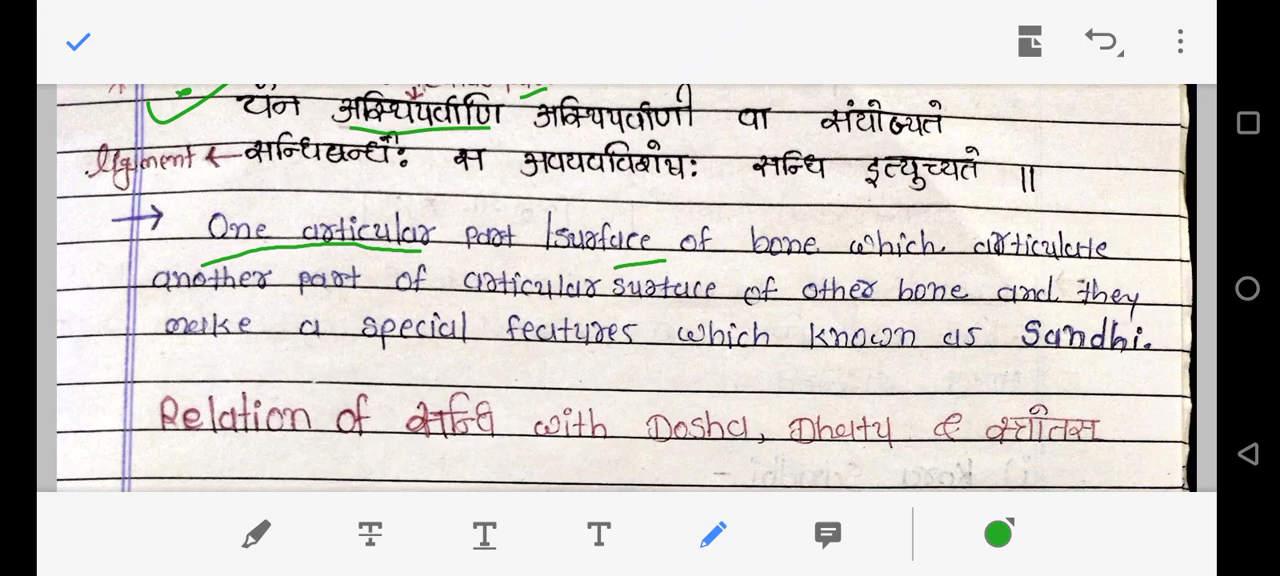 येन अस्थिपर्वाणि अस्थिपर्वाणी वा संयोज्यते
ligament ← सन्धिबन्धैः स अवयवविशेषः सन्धि इत्युच्यते ॥
→ One articular part /surface of bone which articulate
another part of articular surface of other bone and they
make a special features which known as Sandhi.
Relation of सन्धि with Dosha, Dhatu & स्त्रोतस